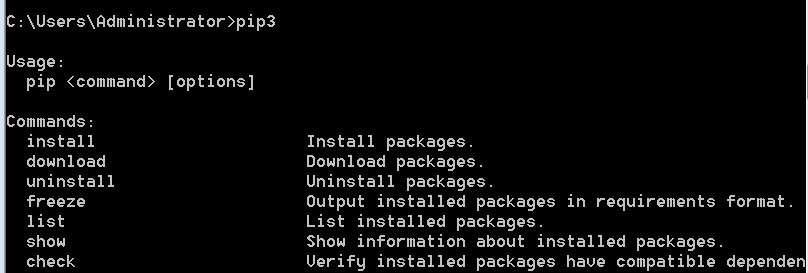 C:\Users\Administrator>pip3
Usage:
pip <command> [options]
Commands:
install Install packages.
download Download packages.
uninstall Uninstall packages.
freeze Output installed packages in requirements format.
list List installed packages.
show Show information about installed packages.
check Verify installed packages have compatible dependen